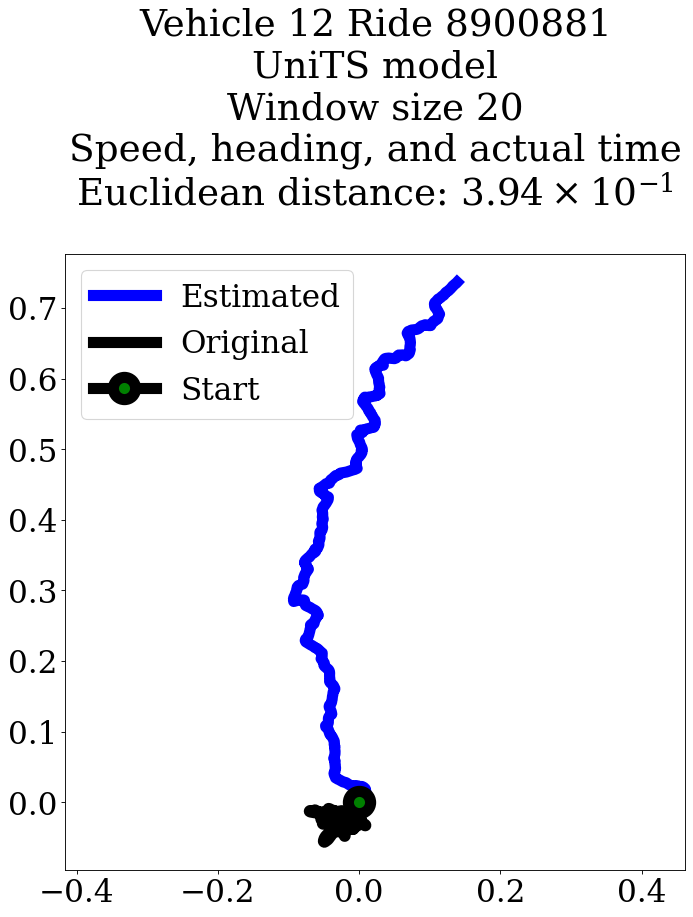 Vehicle 12 Ride 8900881
UniTS model
Window size 20
Speed, heading, and actual time
Euclidean distance: 3.94 × 10⁻¹
Estimated
Original
Start
0.7
0.6
0.5
0.4
0.3
0.2
0.1
0.0
−0.4 −0.2 0.0 0.2 0.4